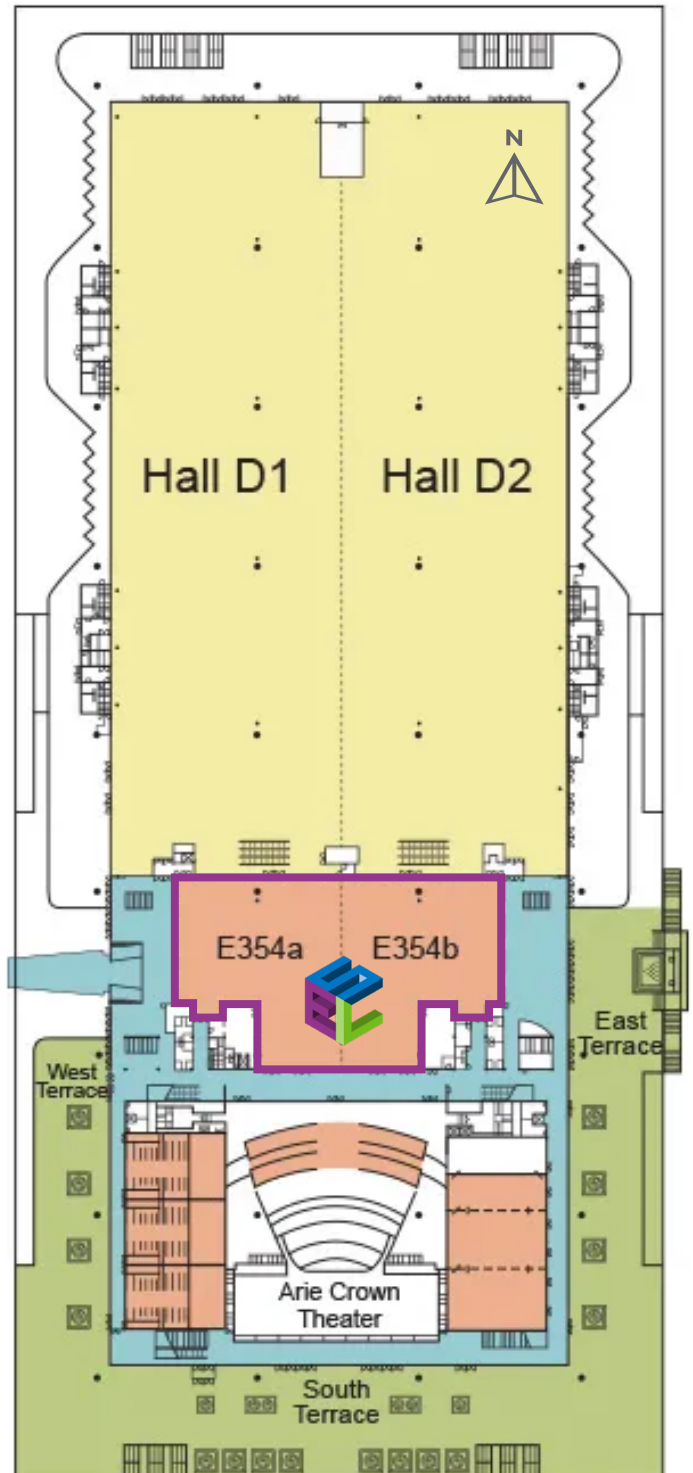 N
Hall D1
Hall D2
E354a
E354b
East
Terrace
West
Terrace
Arie Crown
Theater
South
Terrace